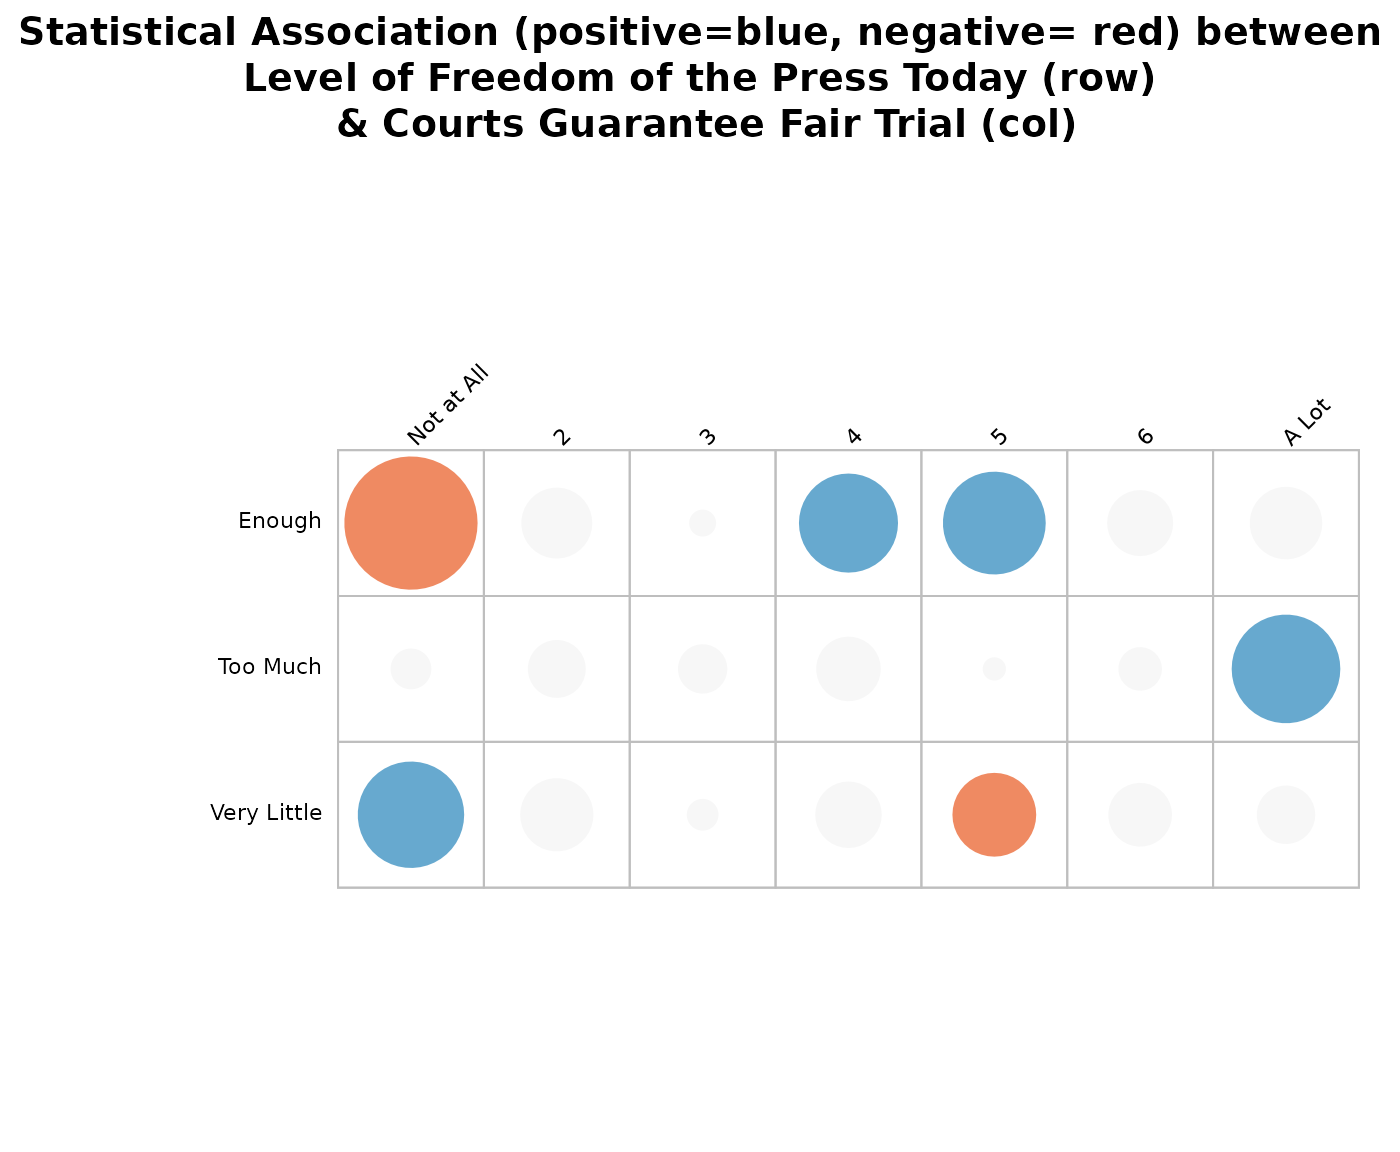 Statistical Association (positive=blue, negative= red) between
Level of Freedom of the Press Today (row)
& Courts Guarantee Fair Trial (col)
Not at All
2
3
4
5
6
A Lot
Enough
Too Much
Very Little